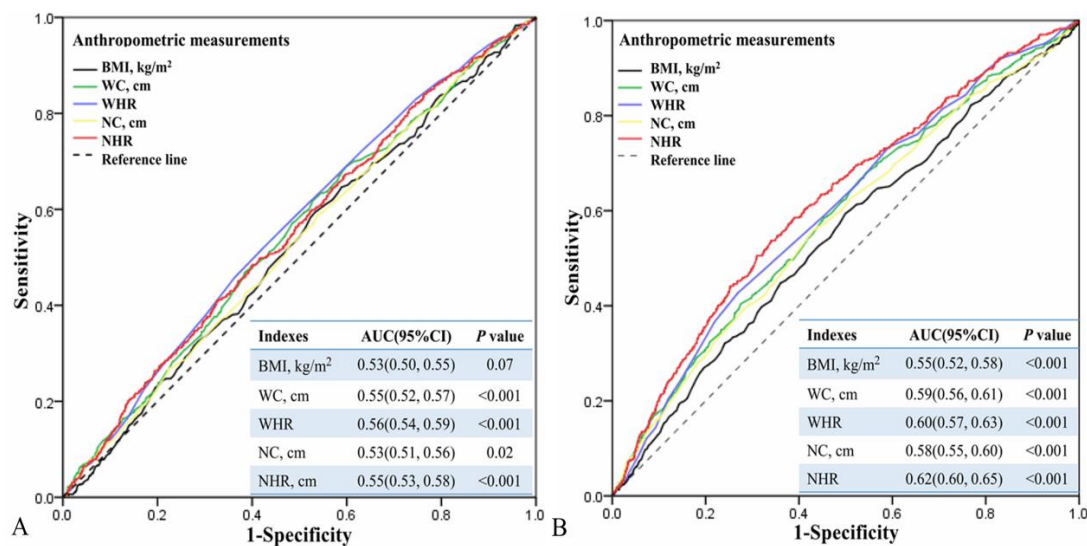 Anthropometric measurements
BMI, kg/m²
WC, cm
WHR
NC, cm
NHR
Reference line
Sensitivity
1.0
0.8
0.6
0.4
0.2
0.0
Indexes AUC(95%CI) P value
BMI, kg/m² 0.53(0.50, 0.55) 0.07
WC, cm 0.55(0.52, 0.57) <0.001
WHR 0.56(0.54, 0.59) <0.001
NC, cm 0.53(0.51, 0.56) 0.02
NHR, cm 0.55(0.53, 0.58) <0.001
0.0 0.2 0.4 0.6 0.8 1.0
1-Specificity
A
Anthropometric measurements
BMI, kg/m²
WC, cm
WHR
NC, cm
NHR
Reference line
Sensitivity
1.0
0.8
0.6
0.4
0.2
0.0
Indexes AUC(95%CI) P value
BMI, kg/m² 0.55(0.52, 0.58) <0.001
WC, cm 0.59(0.56, 0.61) <0.001
WHR 0.60(0.57, 0.63) <0.001
NC, cm 0.58(0.55, 0.60) <0.001
NHR 0.62(0.60, 0.65) <0.001
0.0 0.2 0.4 0.6 0.8 1.0
1-Specificity
B